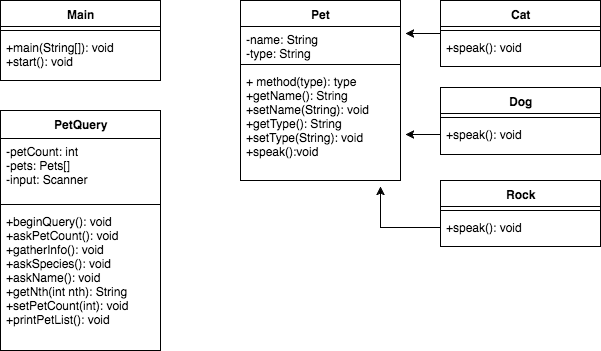 Main
+main(String[]): void
+start(): void
PetQuery
-petCount: int
-pets: Pets[]
-input: Scanner
+beginQuery(): void
+askPetCount(): void
+gatherInfo(): void
+askSpecies(): void
+askName(): void
+getNth(int nth): String
+setPetCount(int): void
+printPetList(): void
Pet
-name: String
-type: String
+ method(type): type
+getName(): String
+setName(String): void
+getType(): String
+setType(String): void
+speak():void
Cat
+speak(): void
Dog
+speak(): void
Rock
+speak(): void